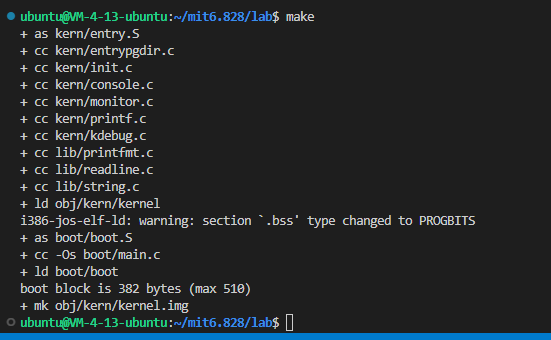 ubuntu@VM-4-13-ubuntu:~/mit6.828/lab$ make
+ as kern/entry.S
+ cc kern/entrypgdir.c
+ cc kern/init.c
+ cc kern/console.c
+ cc kern/monitor.c
+ cc kern/printf.c
+ cc kern/kdebug.c
+ cc lib/printfmt.c
+ cc lib/readline.c
+ cc lib/string.c
+ ld obj/kern/kernel
i386-jos-elf-ld: warning: section `.bss' type changed to PROGBITS
+ as boot/boot.S
+ cc -Os boot/main.c
+ ld boot/boot
boot block is 382 bytes (max 510)
+ mk obj/kern/kernel.img
ubuntu@VM-4-13-ubuntu:~/mit6.828/lab$